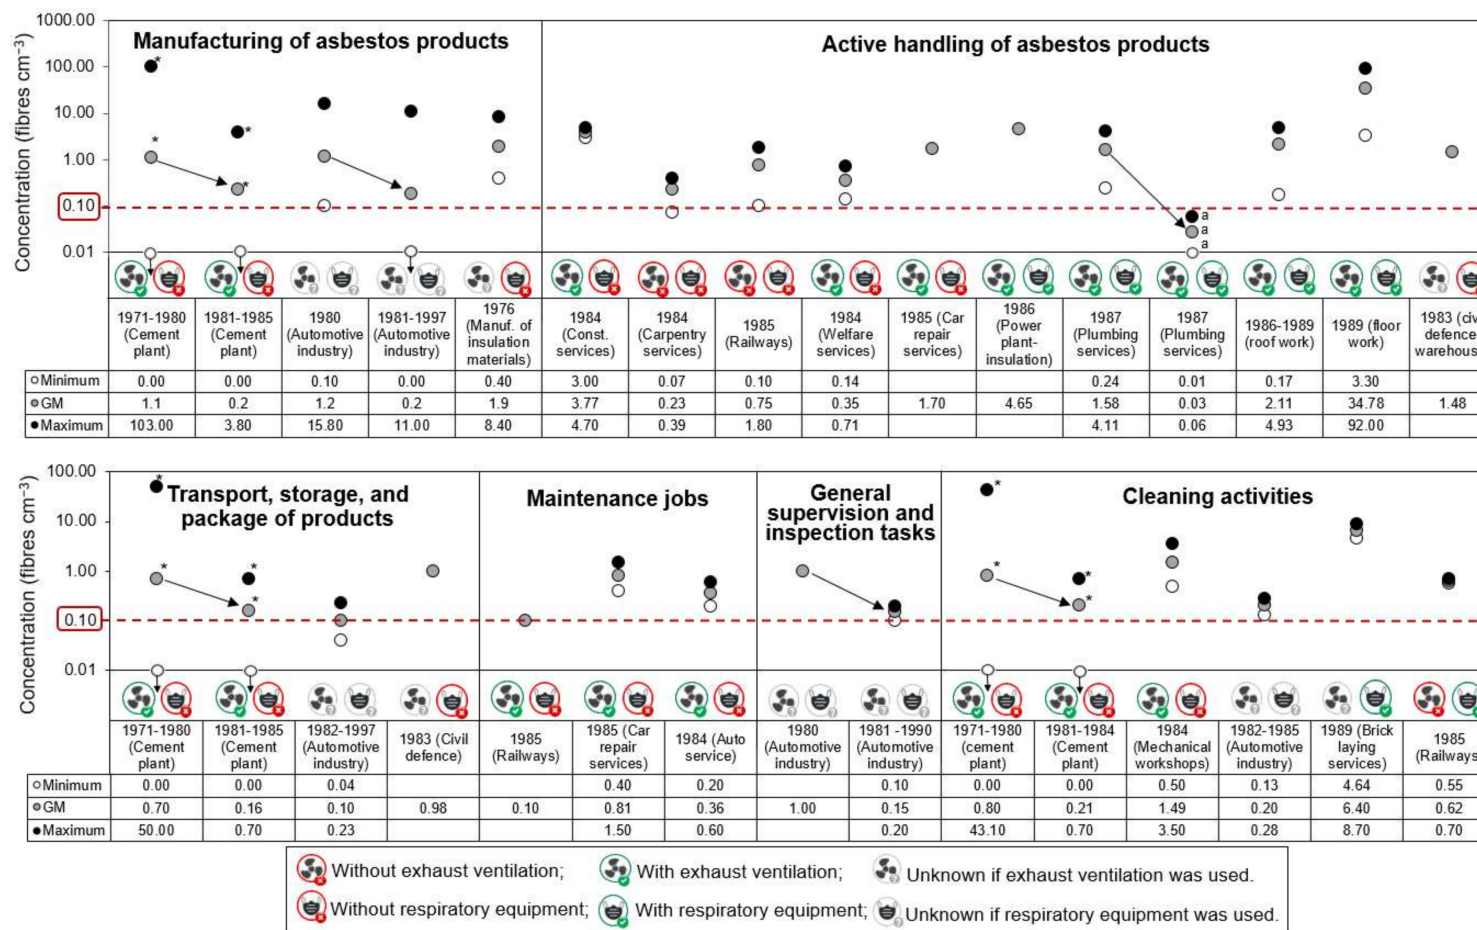 1000.00
100.00
10.00
1.00
0.10
0.01
Concentration (fibres cm⁻³)
Manufacturing of asbestos products
Active handling of asbestos products
* * * *
a
a
a
1971-1980 (Cement plant)
1981-1985 (Cement plant)
1980 (Automotive industry)
1981-1997 (Automotive industry)
1976 (Manuf. of insulation materials)
1984 (Const. services)
1984 (Carpentry services)
1985 (Railways)
1984 (Welfare services)
1985 (Car repair services)
1986 (Power plant-insulation)
1987 (Plumbing services)
1987 (Plumbing services)
1986-1989 (roof work)
1989 (floor work)
1983 (civ defence warehous
Minimum 0.00 0.00 0.10 0.00 0.40 3.00 0.07 0.10 0.14 0.24 0.01 0.17 3.30
GM 1.1 0.2 1.2 0.2 1.9 3.77 0.23 0.75 0.35 1.70 4.65 1.58 0.03 2.11 34.78 1.48
Maximum 103.00 3.80 15.80 11.00 8.40 4.70 0.39 1.80 0.71 4.11 0.06 4.93 92.00
100.00
10.00
1.00
0.10
0.01
Concentration (fibres cm⁻³)
Transport, storage, and
package of products
Maintenance jobs
General
supervision and
inspection tasks
Cleaning activities
* * * * * * * *
1971-1980 (Cement plant)
1981-1985 (Cement plant)
1982-1997 (Automotive industry)
1983 (Civil defence)
1985 (Railways)
1985 (Car repair services)
1984 (Auto service)
1980 (Automotive industry)
1981 -1990 (Automotive industry)
1971-1980 (cement plant)
1981-1984 (Cement plant)
1984 (Mechanical workshops)
1982-1985 (Automotive industry)
1989 (Brick laying services)
1985 (Railways
Minimum 0.00 0.00 0.04 0.40 0.20 0.10 0.00 0.00 0.50 0.13 4.64 0.55
GM 0.70 0.16 0.10 0.98 0.10 0.81 0.36 1.00 0.15 0.80 0.21 1.49 0.20 6.40 0.62
Maximum 50.00 0.70 0.23 1.50 0.60 0.20 43.10 0.70 3.50 0.28 8.70 0.70
Without exhaust ventilation; With exhaust ventilation; Unknown if exhaust ventilation was used.
Without respiratory equipment; With respiratory equipment; Unknown if respiratory equipment was used.